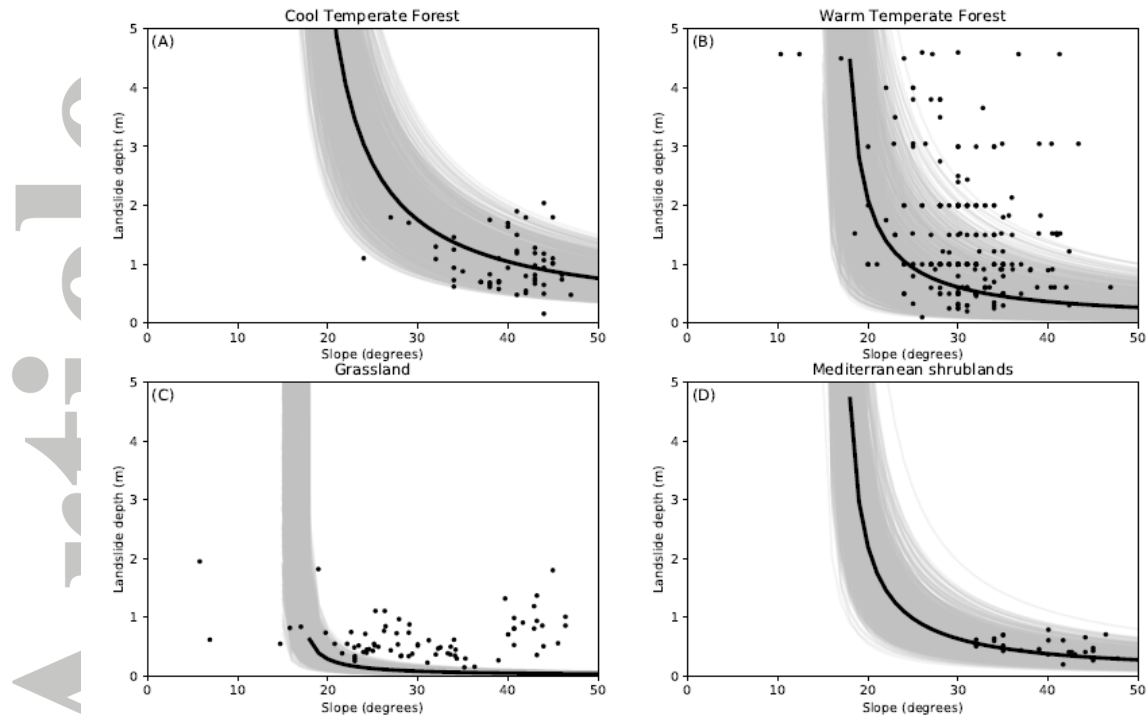 Cool Temperate Forest
(A)
5
4
3
2
1
0
Landslide depth (m)
0 10 20 30 40 50
Slope (degrees)
Warm Temperate Forest
(B)
5
4
3
2
1
0
Landslide depth (m)
0 10 20 30 40 50
Slope (degrees)
Grassland
(C)
5
4
3
2
1
0
Landslide depth (m)
0 10 20 30 40 50
Slope (degrees)
Mediterranean shrublands
(D)
5
4
3
2
1
0
Landslide depth (m)
0 10 20 30 40 50
Slope (degrees)